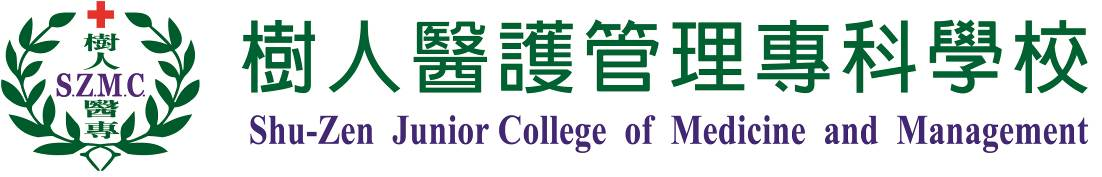 樹人
S.Z.M.C.
醫專
樹人醫護管理專科學校
Shu-Zen Junior College of Medicine and Management